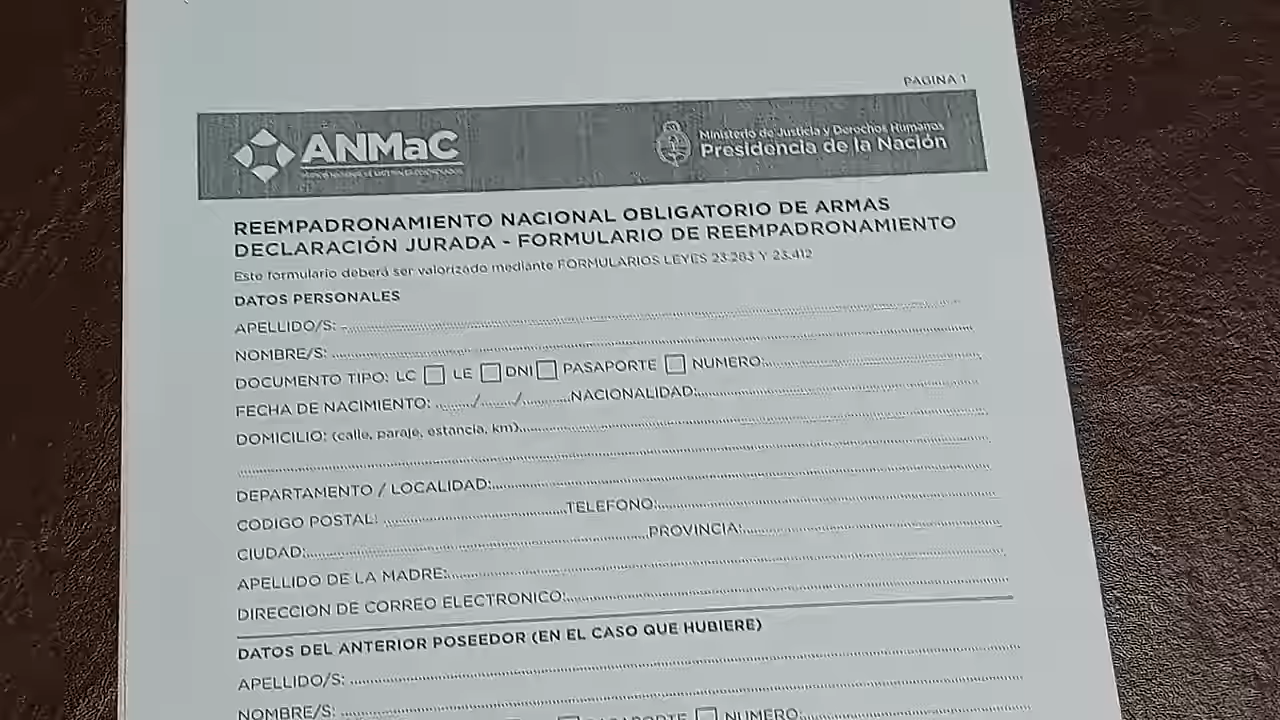 PAGINA 1
ANMaC
Ministerio de Justicia y Derechos Humanos
Presidencia de la Nación
REEMPADRONAMIENTO NACIONAL OBLIGATORIO DE ARMAS
DECLARACIÓN JURADA - FORMULARIO DE REEMPADRONAMIENTO
Este formulario deberá ser valorizado mediante FORMULARIOS LEYES 23.283 Y 23.412
DATOS PERSONALES
APELLIDO/S:
NOMBRE/S:
DOCUMENTO TIPO: LC LE DNI PASAPORTE NUMERO:
FECHA DE NACIMIENTO: / / NACIONALIDAD:
DOMICILIO: (calle, paraje, estancia, km)
DEPARTAMENTO / LOCALIDAD:
CODIGO POSTAL: TELEFONO:
CIUDAD: PROVINCIA:
APELLIDO DE LA MADRE:
DIRECCION DE CORREO ELECTRONICO:
DATOS DEL ANTERIOR POSEEDOR (EN EL CASO QUE HUBIERE)
APELLIDO/S:
NOMBRE/S:
PASAPORTE NUMERO: